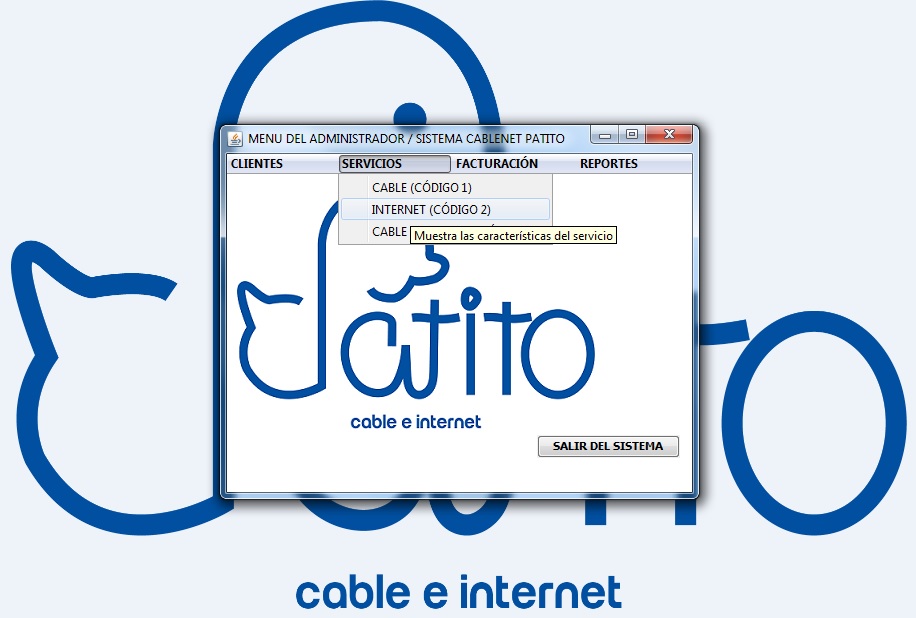 MENU DEL ADMINISTRADOR / SISTEMA CABLENET PATITO
CLIENTES SERVICIOS FACTURACIÓN REPORTES
CABLE (CÓDIGO 1)
INTERNET (CÓDIGO 2)
CABLE
Muestra las características del servicio
Patito
cable e internet
SALIR DEL SISTEMA
cable e internet